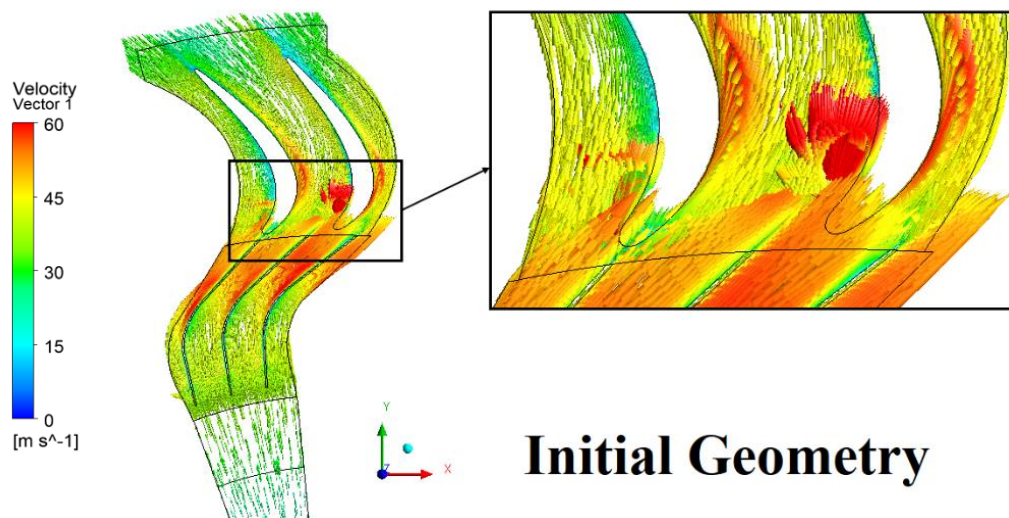 Velocity
Vector 1
60
45
30
15
0
[m s^-1]
Y
X
Z
Initial Geometry